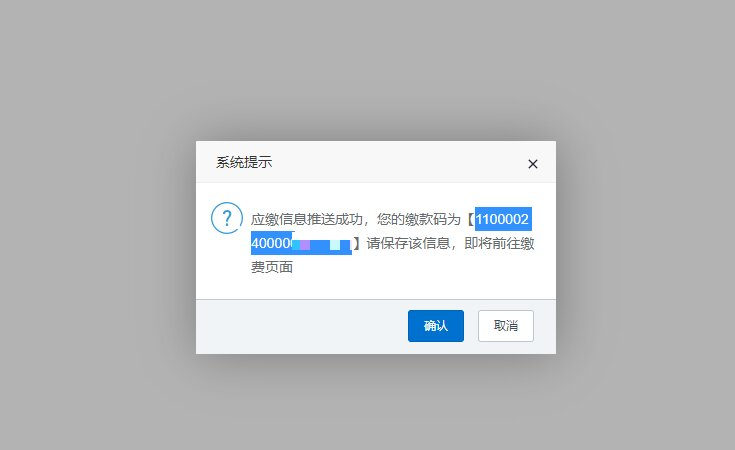 系统提示
应缴信息推送成功，您的缴款码为【1100002
40000
】请保存该信息，即将前往缴
费页面
确认
取消